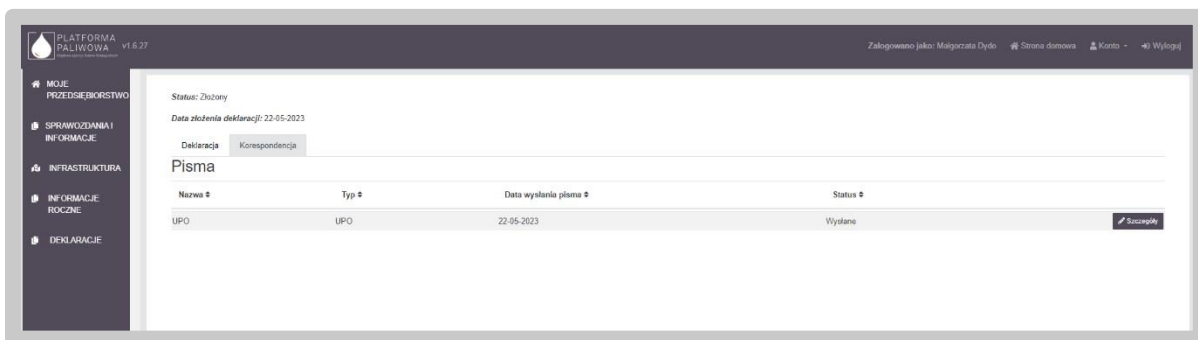 PLATFORMA
PALIWOWA v1.6.27
Zalogowano jako: Małgorzata Dydo Strona domowa Konto Wyloguj
MOJE
PRZEDSIĘBIORSTWO
SPRAWOZDANIA I
INFORMACJE
INFRASTRUKTURA
INFORMACJE
ROCZNE
DEKLARACJE
Status: Złożony
Data złożenia deklaracji: 22-05-2023
Deklaracja Korespondencja
Pisma
Nazwa Typ Data wysłania pisma Status
UPO UPO 22-05-2023 Wysłane Szczegóły